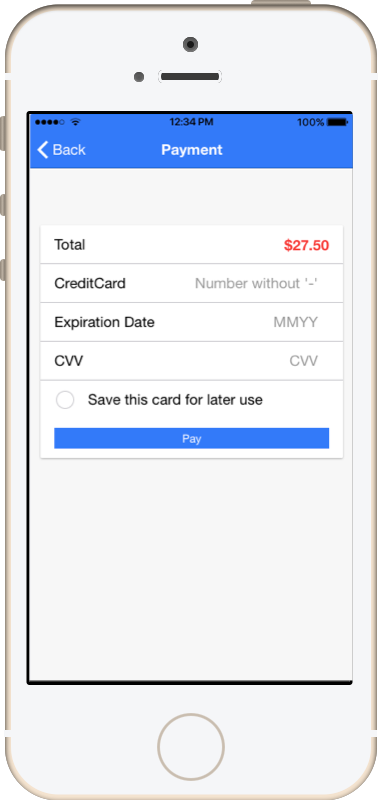 12:34 PM 100%
Back Payment
Total $27.50
CreditCard Number without '-'
Expiration Date MMYY
CVV CVV
Save this card for later use
Pay